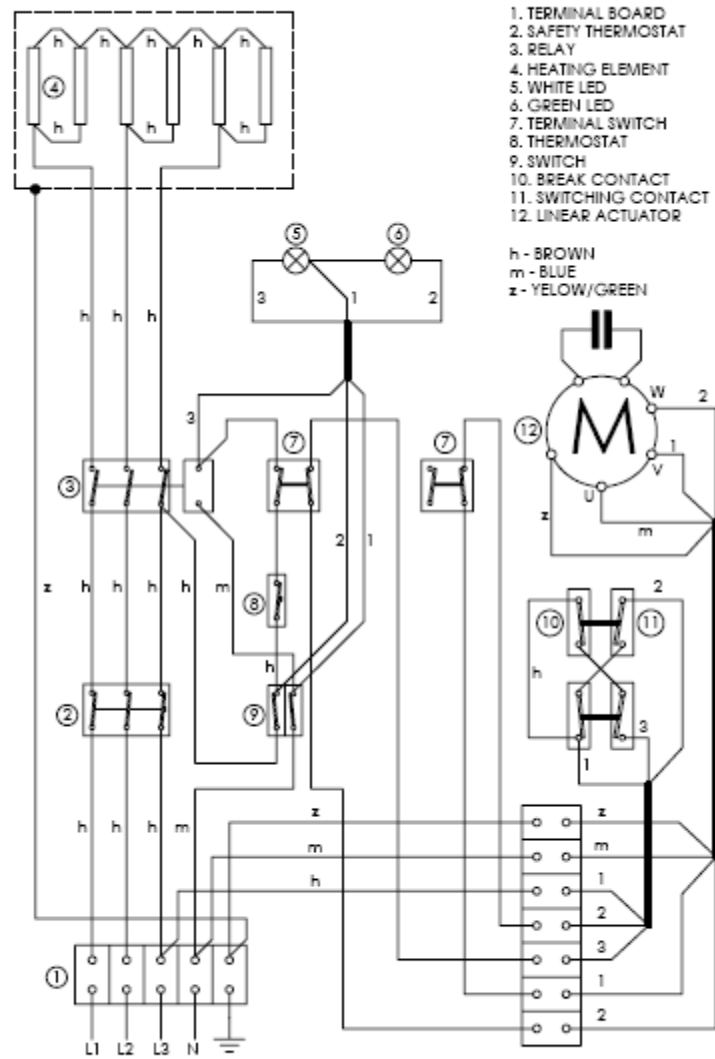 1. TERMINAL BOARD
2. SAFETY THERMOSTAT
3. RELAY
4. HEATING ELEMENT
5. WHITE LED
6. GREEN LED
7. TERMINAL SWITCH
8. THERMOSTAT
9. SWITCH
10. BREAK CONTACT
11. SWITCHING CONTACT
12. LINEAR ACTUATOR
h - BROWN
m - BLUE
z - YELOW/GREEN
h h h h h
4
h h h
5 6
3 1 2
h h h
W 2
12 M 1
V
U
z m
3 7 7
3
2 1
z h h h h m
8
h
2
10 11
h
2 9
3
1
h h h m
z z
m m
h 1
2
3
1
2
1
L1 L2 L3 N